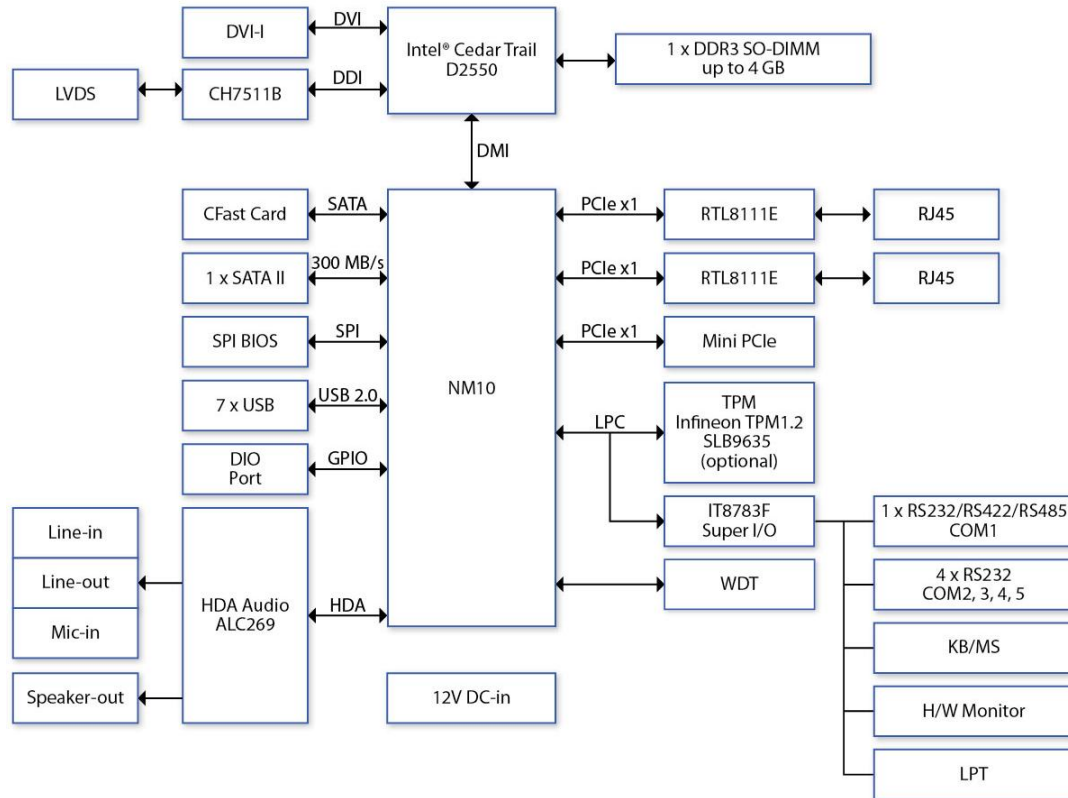 DVI-I
DVI
Intel® Cedar Trail
D2550
1 x DDR3 SO-DIMM
up to 4 GB
LVDS
CH7511B
DDI
DMI
CFast Card
SATA
PCIe x1
RTL8111E
RJ45
1 x SATA II
300 MB/s
PCIe x1
RTL8111E
RJ45
SPI BIOS
SPI
PCIe x1
Mini PCIe
7 x USB
USB 2.0
NM10
LPC
TPM
Infineon TPM1.2
SLB9635
(optional)
DIO
Port
GPIO
IT8783F
Super I/O
1 x RS232/RS422/RS485
COM1
Line-in
Line-out
Mic-in
Speaker-out
HDA Audio
ALC269
HDA
WDT
4 x RS232
COM2, 3, 4, 5
KB/MS
12V DC-in
H/W Monitor
LPT